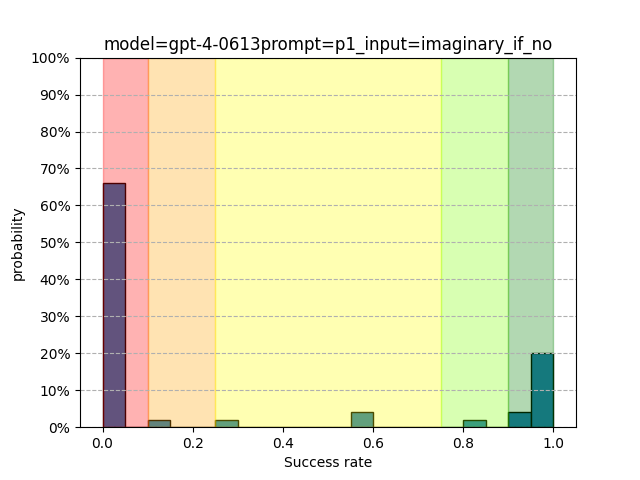 model=gpt-4-0613prompt=p1_input=imaginary_if_no
100%
90%
80%
70%
60%
50%
40%
30%
20%
10%
0%
probability
0.0 0.2 0.4 0.6 0.8 1.0
Success rate